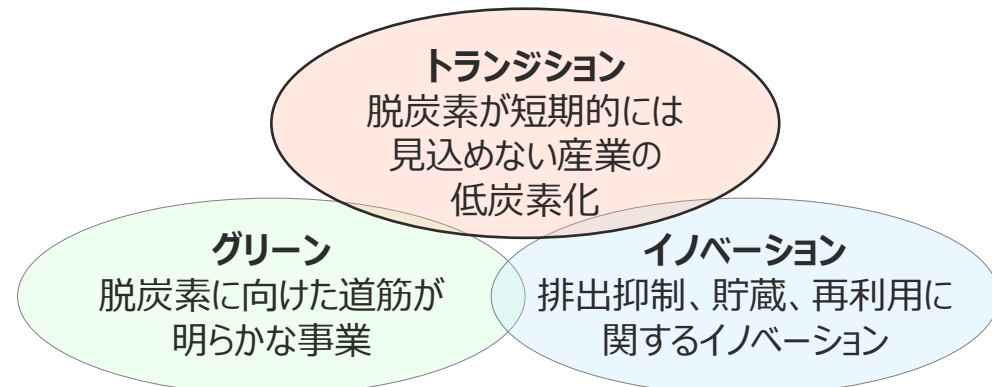 トランジション
脱炭素が短期的には
見込めない産業の
低炭素化
グリーン
脱炭素に向けた道筋が
明らかな事業
イノベーション
排出抑制、貯蔵、再利用に
関するイノベーション